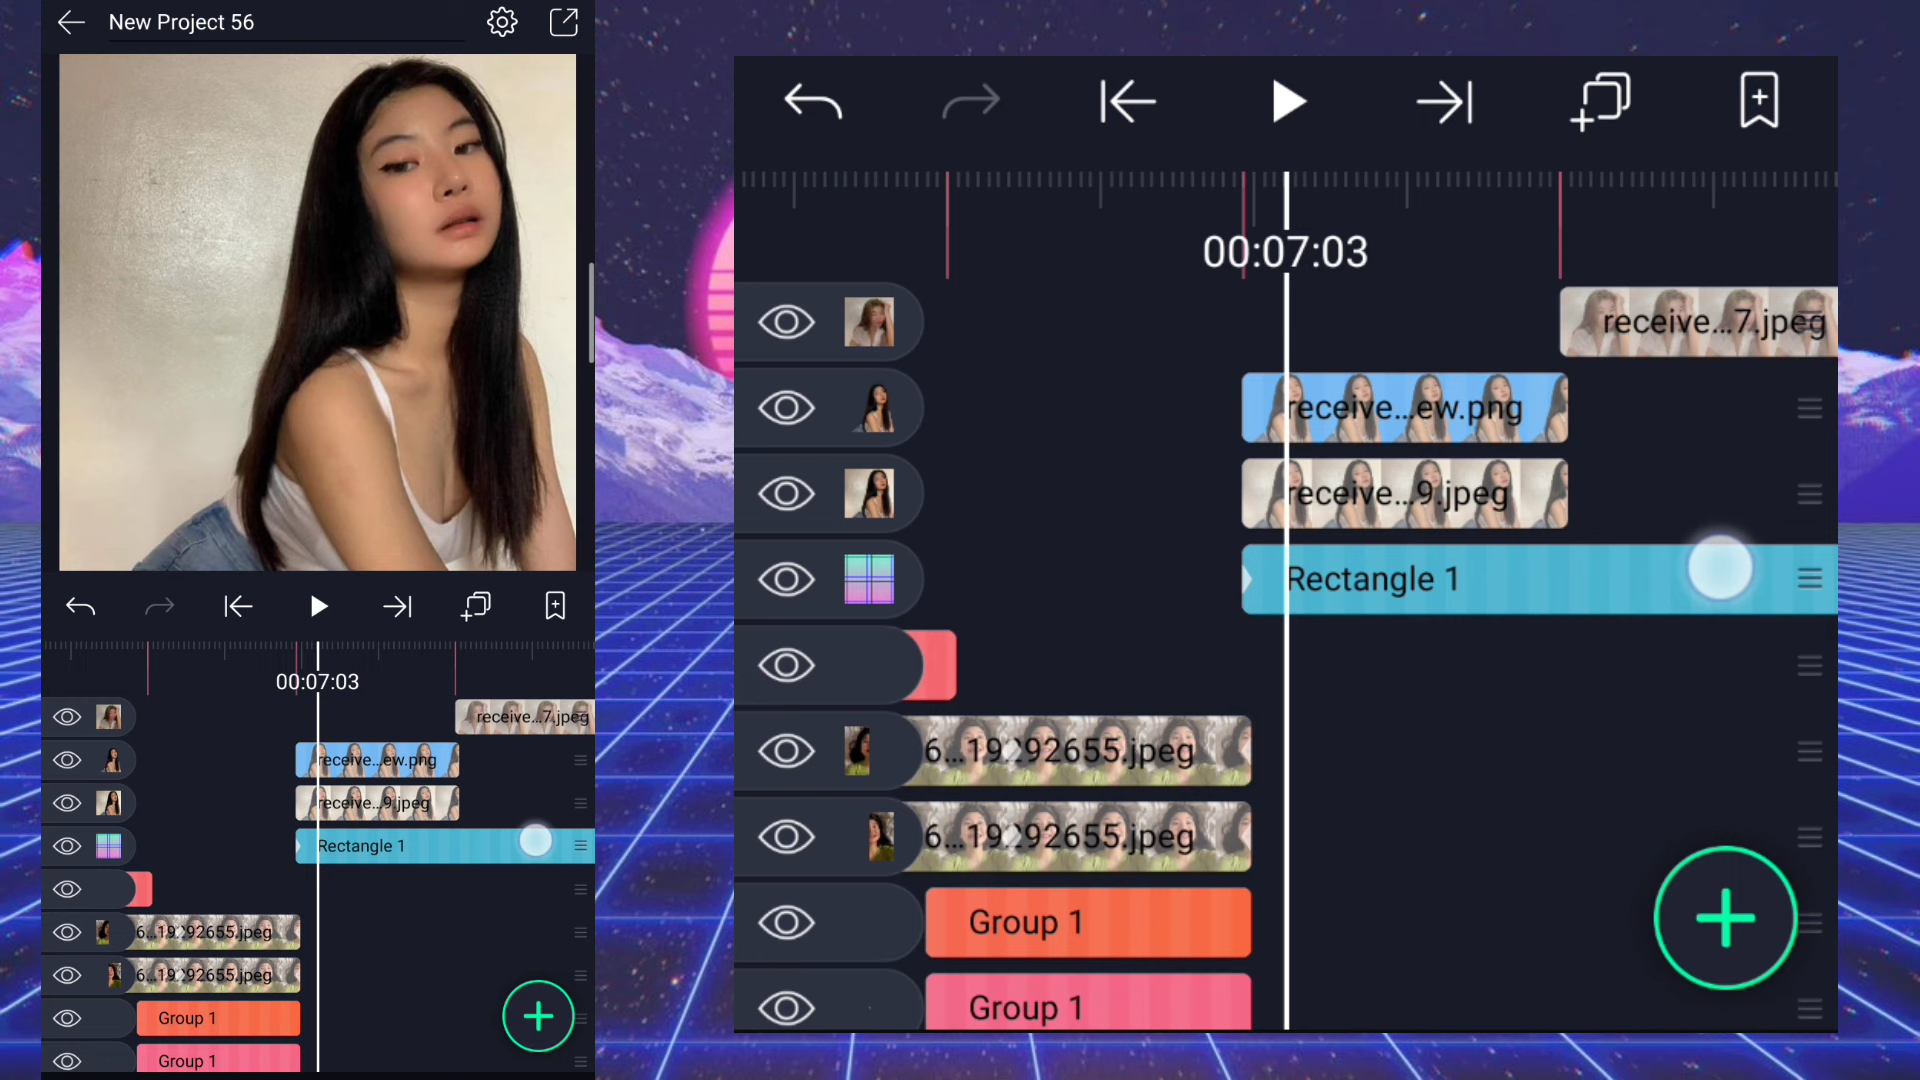 New Project 56
00:07:03
receive...7.jpeg
receive...ew.png
receive...9.jpeg
Rectangle 1
6...19292655.jpeg
6...19292655.jpeg
Group 1
Group 1
00:07:03
receive...7.jpeg
receive...ew.png
receive...9.jpeg
Rectangle 1
6...19292655.jpeg
6...19292655.jpeg
Group 1
Group 1